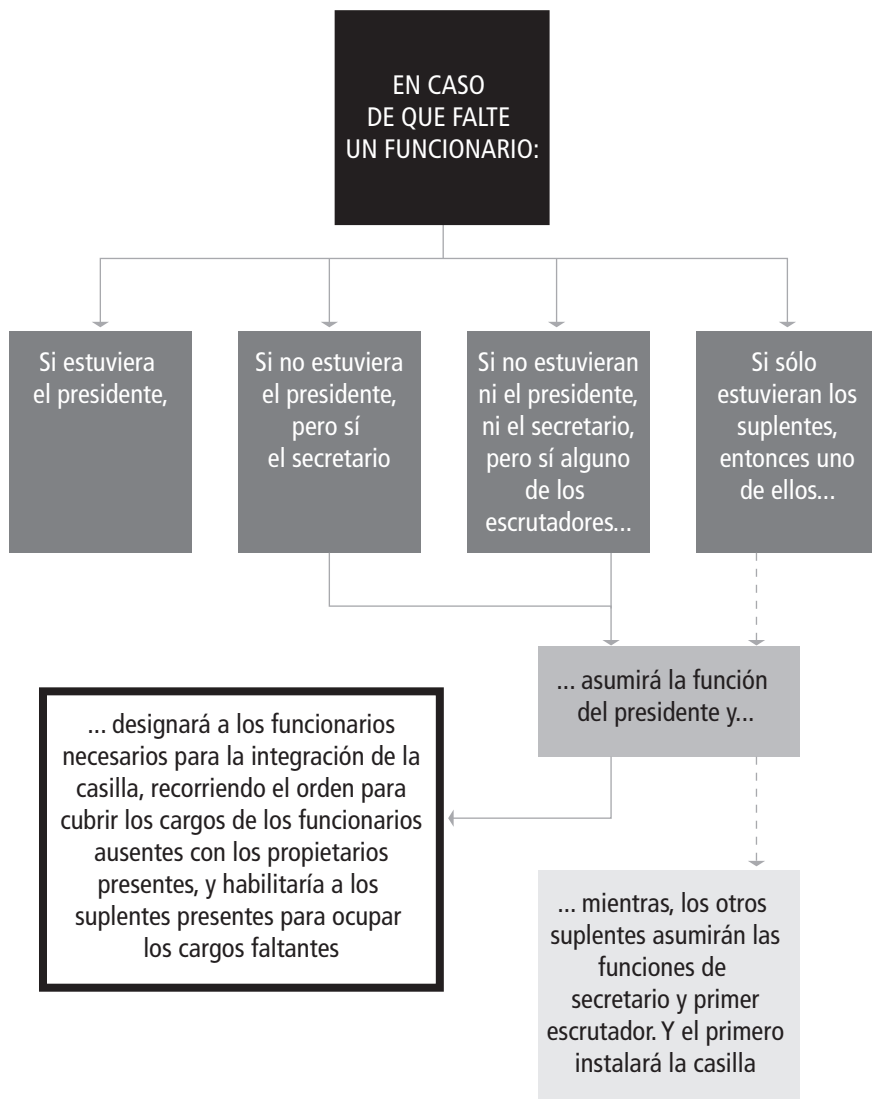 EN CASO
DE QUE FALTE
UN FUNCIONARIO:
Si estuviera
el presidente,
Si no estuviera
el presidente,
pero sí
el secretario
Si no estuvieran
ni el presidente,
ni el secretario,
pero sí alguno
de los
escrutadores...
Si sólo
estuvieran los
suplentes,
entonces uno
de ellos...
... asumirá la función
del presidente y...
... designará a los funcionarios
necesarios para la integración de la
casilla, recorriendo el orden para
cubrir los cargos de los funcionarios
ausentes con los propietarios
presentes, y habilitaría a los
suplentes presentes para ocupar
los cargos faltantes
... mientras, los otros
suplentes asumirán las
funciones de
secretario y primer
escrutador. Y el primero
instalará la casilla